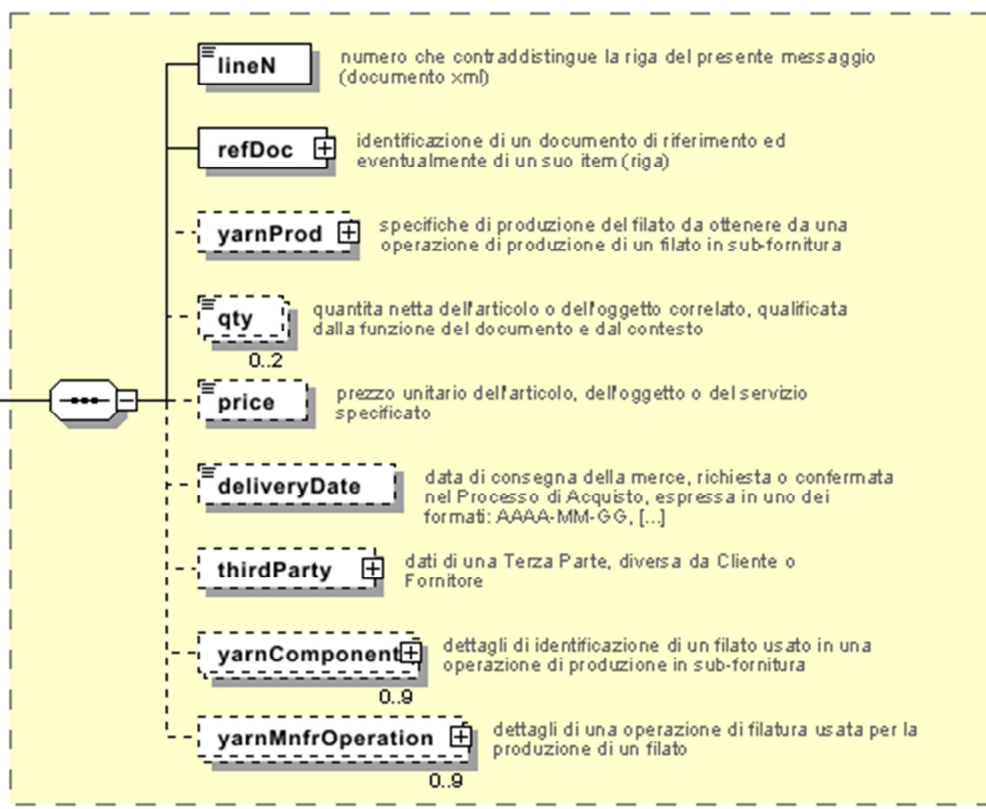 lineN
numero che contraddistingue la riga del presente messaggio
(documento xml)
refDoc
identificazione di un documento di riferimento ed
eventualmente di un suo item (riga)
yarnProd
specifiche di produzione del filato da ottenere da una
operazione di produzione di un filato in sub-fornitura
qty
quantita netta dell'articolo o dell'oggetto correlato, qualificata
dalla funzione del documento e dal contesto
0..2
price
prezzo unitario dell'articolo, dell'oggetto o del servizio
specificato
deliveryDate
data di consegna della merce, richiesta o confermata
nel Processo di Acquisto, espressa in uno dei
formati: AAAA-MM-GG, [...]
thirdParty
dati di una Terza Parte, diversa da Cliente o
Fornitore
yarnComponent
dettagli di identificazione di un filato usato in una
operazione di produzione in sub-fornitura
0..9
yarnMnfrOperation
dettagli di una operazione di filatura usata per la
produzione di un filato
0..9